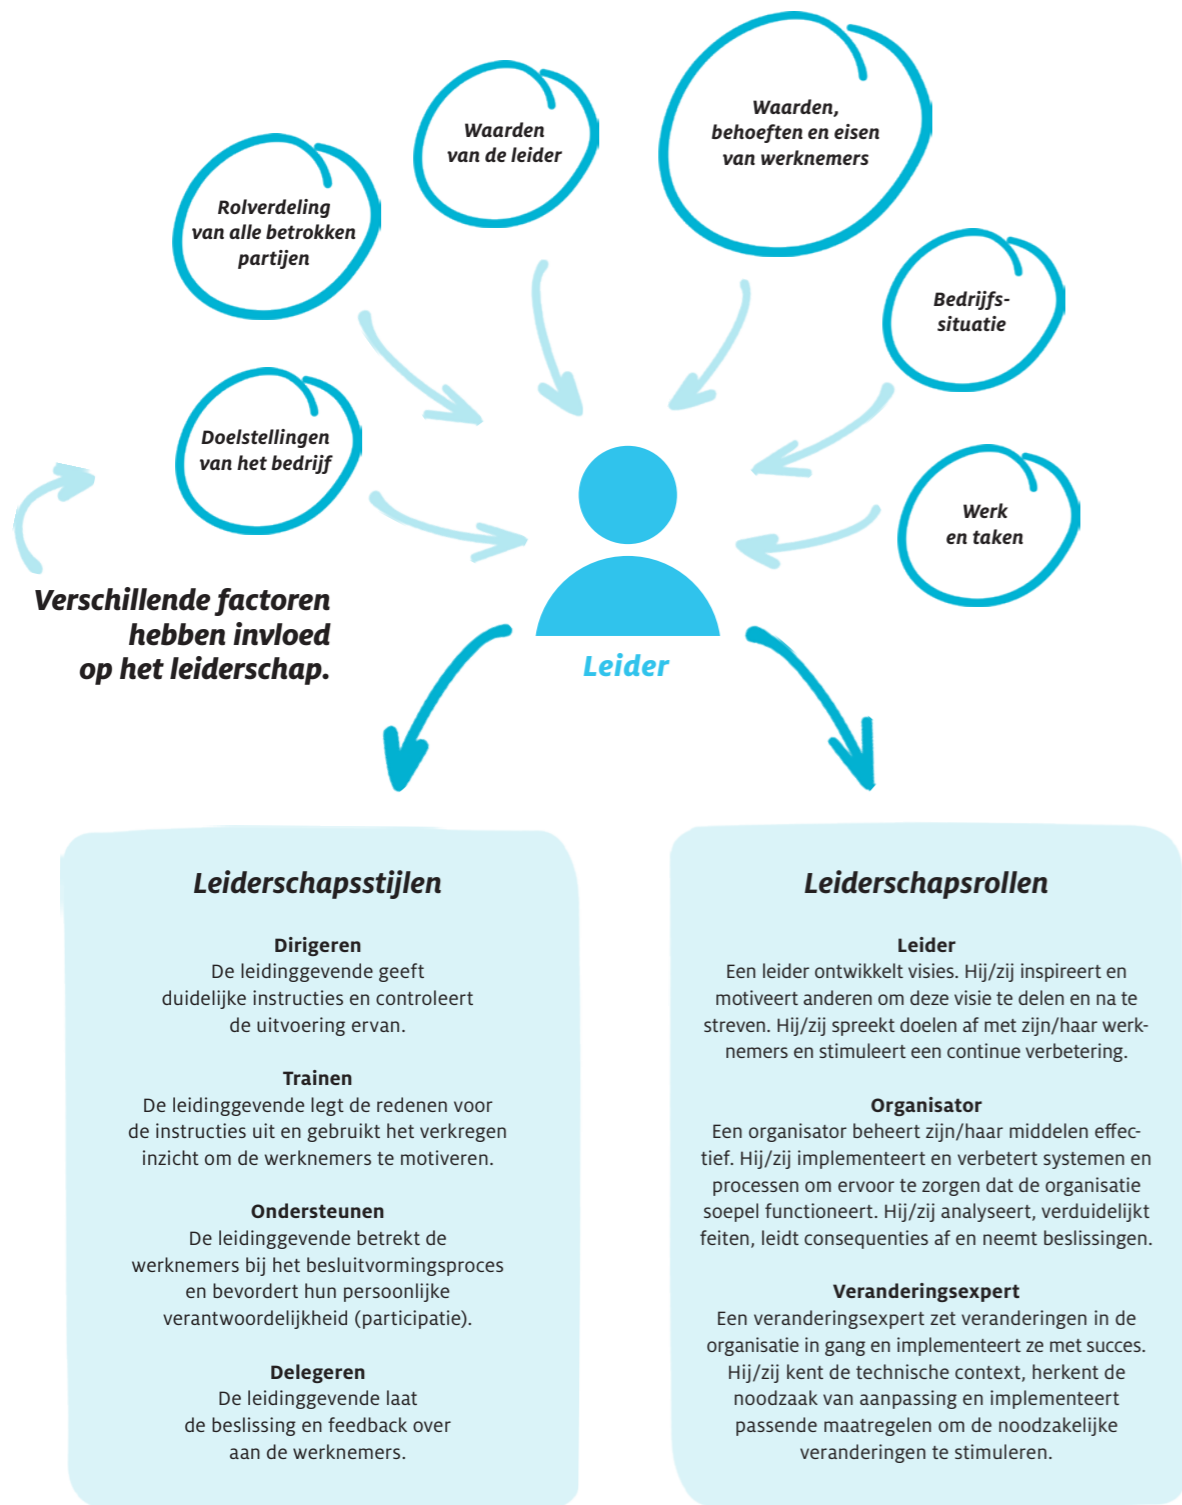 Waarden
van de leider
Waarden,
behoeften en eisen
van werknemers
Rolverdeling
van alle betrokken
partijen
Bedrijfs-
situatie
Doelstellingen
van het bedrijf
Werk
en taken
Verschillende factoren
hebben invloed
op het leiderschap.
Leider
Leiderschapsstijlen
Dirigeren
De leidinggevende geeft
duidelijke instructies en controleert
de uitvoering ervan.
Trainen
De leidinggevende legt de redenen voor
de instructies uit en gebruikt het verkregen
inzicht om de werknemers te motiveren.
Ondersteunen
De leidinggevende betrekt de
werknemers bij het besluitvormingsproces
en bevordert hun persoonlijke
verantwoordelijkheid (participatie).
Delegeren
De leidinggevende laat
de beslissing en feedback over
aan de werknemers.
Leiderschapsrollen
Leider
Een leider ontwikkelt visies. Hij/zij inspireert en
motiveert anderen om deze visie te delen en na te
streven. Hij/zij spreekt doelen af met zijn/haar werk-
nemers en stimuleert een continue verbetering.
Organisator
Een organisator beheert zijn/haar middelen effec-
tief. Hij/zij implementeert en verbetert systemen en
processen om ervoor te zorgen dat de organisatie
soepel functioneert. Hij/zij analyseert, verduidelijkt
feiten, leidt consequenties af en neemt beslissingen.
Veranderingsexpert
Een veranderingsexpert zet veranderingen in de
organisatie in gang en implementeert ze met succes.
Hij/zij kent de technische context, herkent de
noodzaak van aanpassing en implementeert
passende maatregelen om de noodzakelijke
veranderingen te stimuleren.